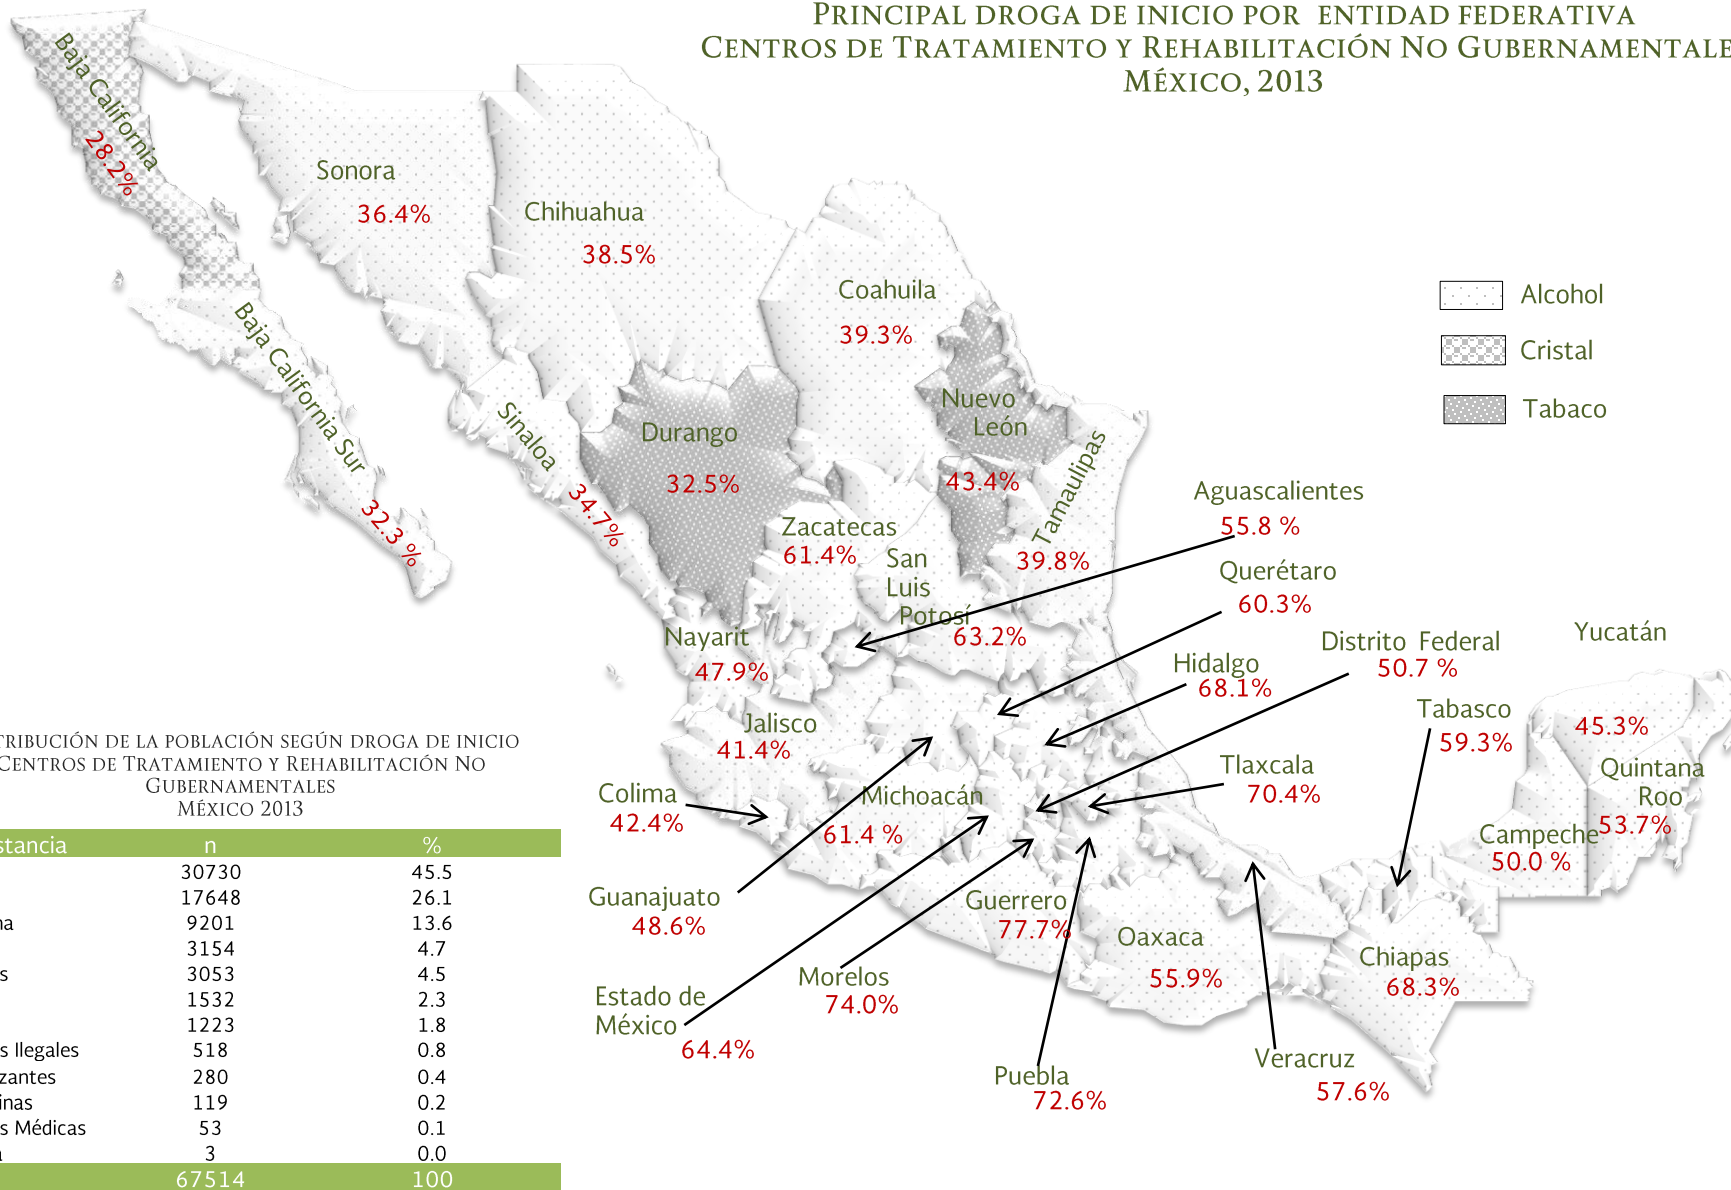 PRINCIPAL DROGA DE INICIO POR ENTIDAD FEDERATIVA
CENTROS DE TRATAMIENTO Y REHABILITACIÓN NO GUBERNAMENTALE
MÉXICO, 2013
Baja California
28.2%
Sonora
36.4%
Chihuahua
38.5%
Coahuila
39.3%
Alcohol
Cristal
Tabaco
Baja California Sur
32.3 %
Sinaloa
34.7%
Durango
32.5%
Nuevo
León
43.4%
Tamaulipas
39.8%
Zacatecas
61.4%
San
Luis
Potosí
63.2%
Aguascalientes
55.8 %
Querétaro
60.3%
Hidalgo
68.1%
Distrito Federal
50.7 %
Yucatán
45.3%
Tabasco
59.3%
Quintana
Roo
53.7%
Campeche
50.0 %
Nayarit
47.9%
Jalisco
41.4%
Colima
42.4%
Michoacán
61.4 %
Tlaxcala
70.4%
Guanajuato
48.6%
Guerrero
77.7%
Oaxaca
55.9%
Chiapas
68.3%
Morelos
74.0%
Estado de
México
64.4%
Puebla
72.6%
Veracruz
57.6%
TRIBUCIÓN DE LA POBLACIÓN SEGÚN DROGA DE INICIO
CENTROS DE TRATAMIENTO Y REHABILITACIÓN NO
GUBERNAMENTALES
MÉXICO 2013
stancia n %
30730 45.5
17648 26.1
na 9201 13.6
3154 4.7
s 3053 4.5
1532 2.3
1223 1.8
s Ilegales 518 0.8
zantes 280 0.4
inas 119 0.2
s Médicas 53 0.1
a 3 0.0
67514 100